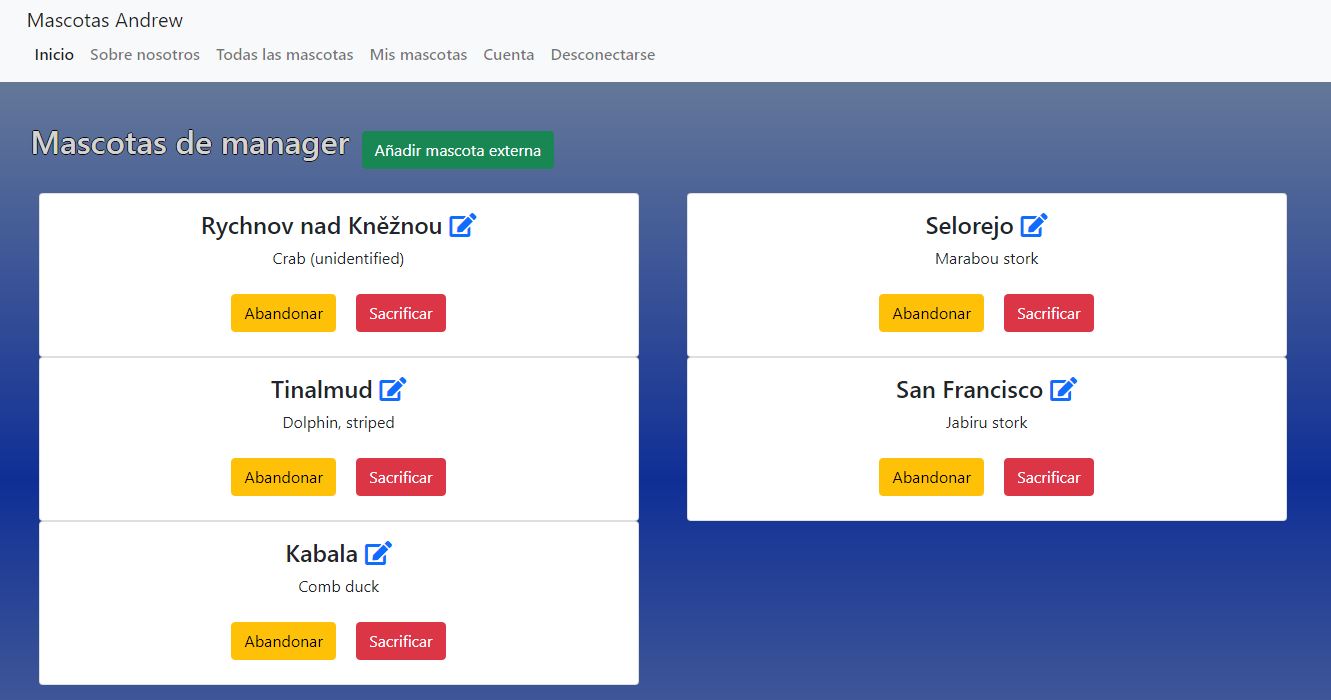 Mascotas Andrew
Inicio Sobre nosotros Todas las mascotas Mis mascotas Cuenta Desconectarse
Mascotas de manager Añadir mascota externa
Rychnov nad Kněžnou
Crab (unidentified)
Abandonar Sacrificar
Selorejo
Marabou stork
Abandonar Sacrificar
Tinalmud
Dolphin, striped
Abandonar Sacrificar
San Francisco
Jabiru stork
Abandonar Sacrificar
Kabala
Comb duck
Abandonar Sacrificar